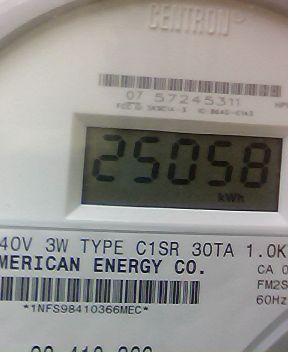 CENTRON®
07 57245311
25058
kWh
40V 3W TYPE C1SR 30TA 1.0K
MERICAN ENERGY CO.
CA 0
FM2S
60Hz
*1NFS98410366MEC*